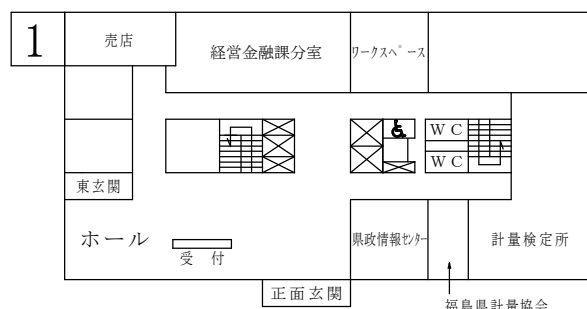 1
売店
経営金融課分室
ワークスペース
WC
WC
東玄関
ホール
受付
県政情報センター
計量検定所
正面玄関
福島県計量協会